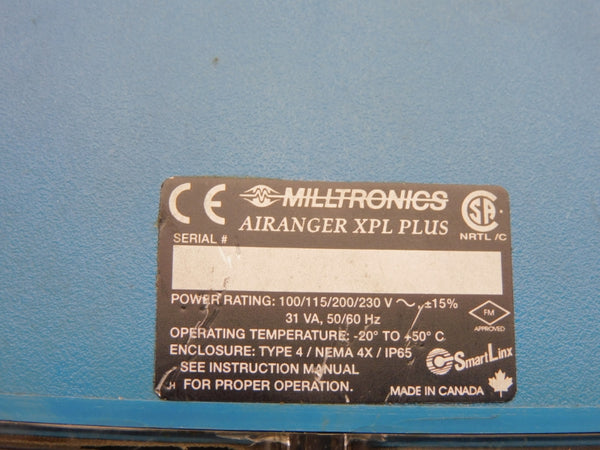 CE MILLTRONICS SA
AIRANGER XPL PLUS NRTL /C
SERIAL #
POWER RATING: 100/115/200/230 V ~ ±15%
31 VA, 50/60 Hz
FM
APPROVED
OPERATING TEMPERATURE: -20° TO +50° C
ENCLOSURE: TYPE 4 / NEMA 4X / IP65
SmartLinx
SEE INSTRUCTION MANUAL
FOR PROPER OPERATION.
MADE IN CANADA